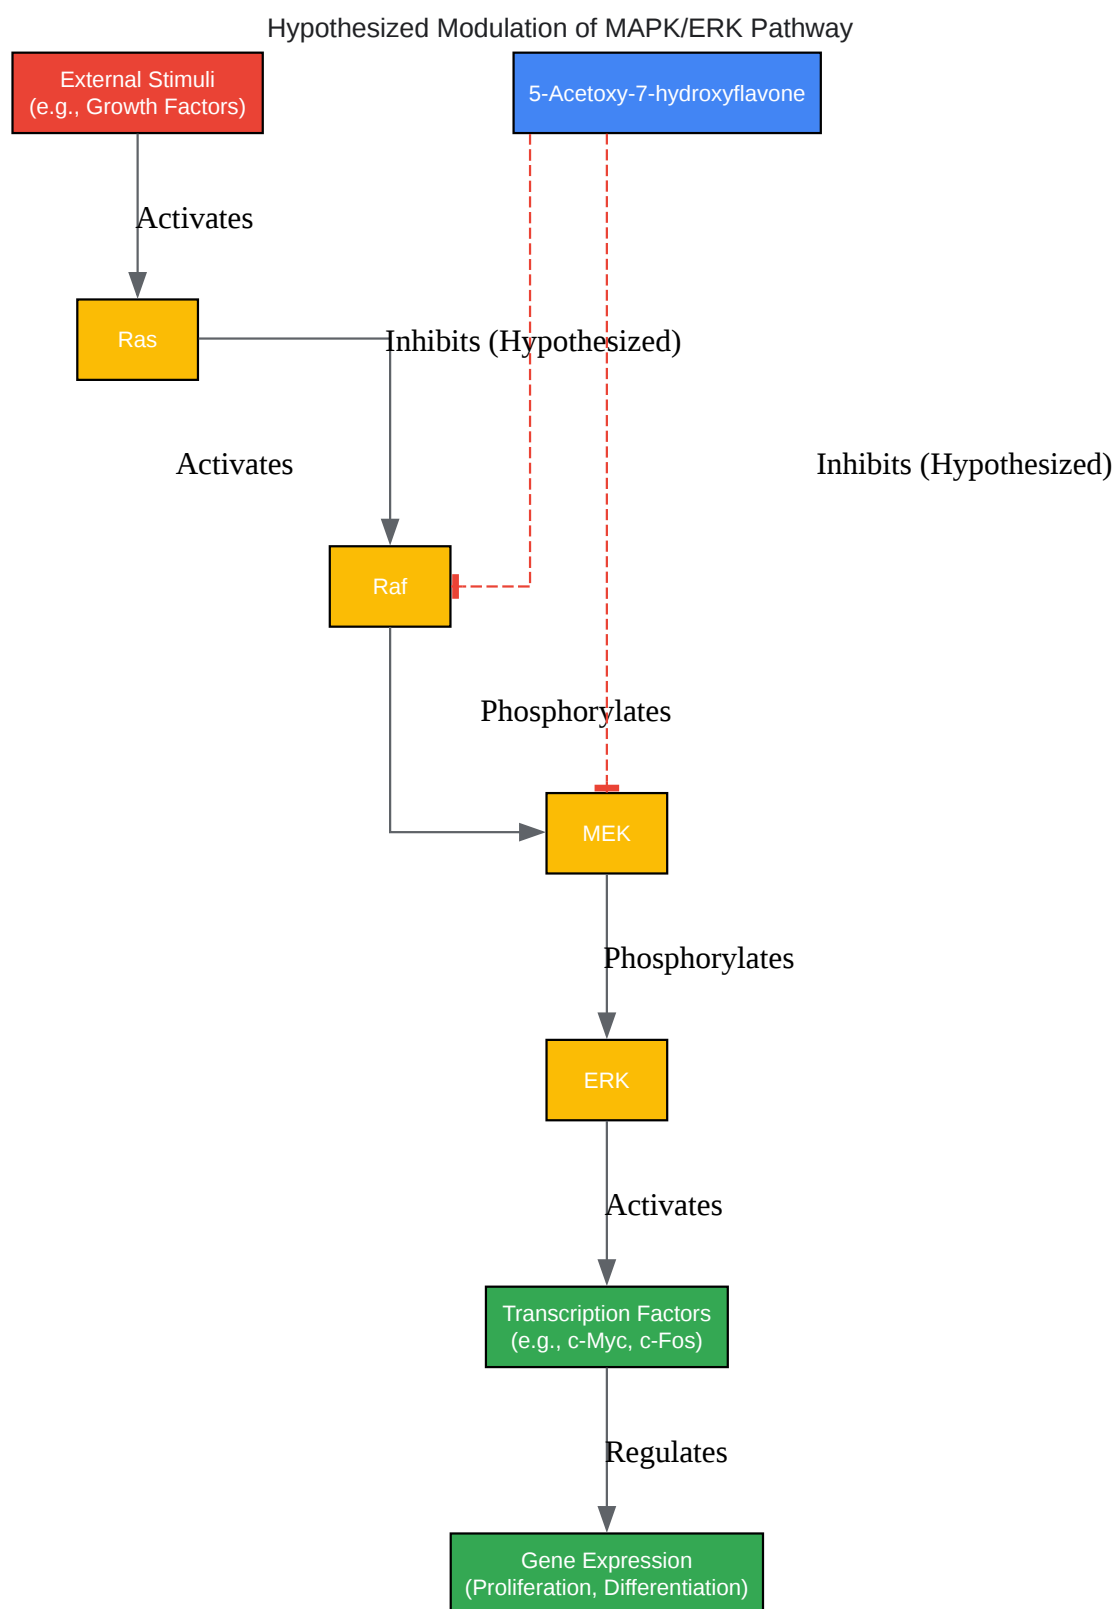 Hypothesized Modulation of MAPK/ERK Pathway
External Stimuli
(e.g., Growth Factors)
5-Acetoxy-7-hydroxyflavone
Activates
Ras
Inhibits (Hypothesized)
Activates
Inhibits (Hypothesized)
Raf
Phosphorylates
MEK
Phosphorylates
ERK
Activates
Transcription Factors
(e.g., c-Myc, c-Fos)
Regulates
Gene Expression
(Proliferation, Differentiation)